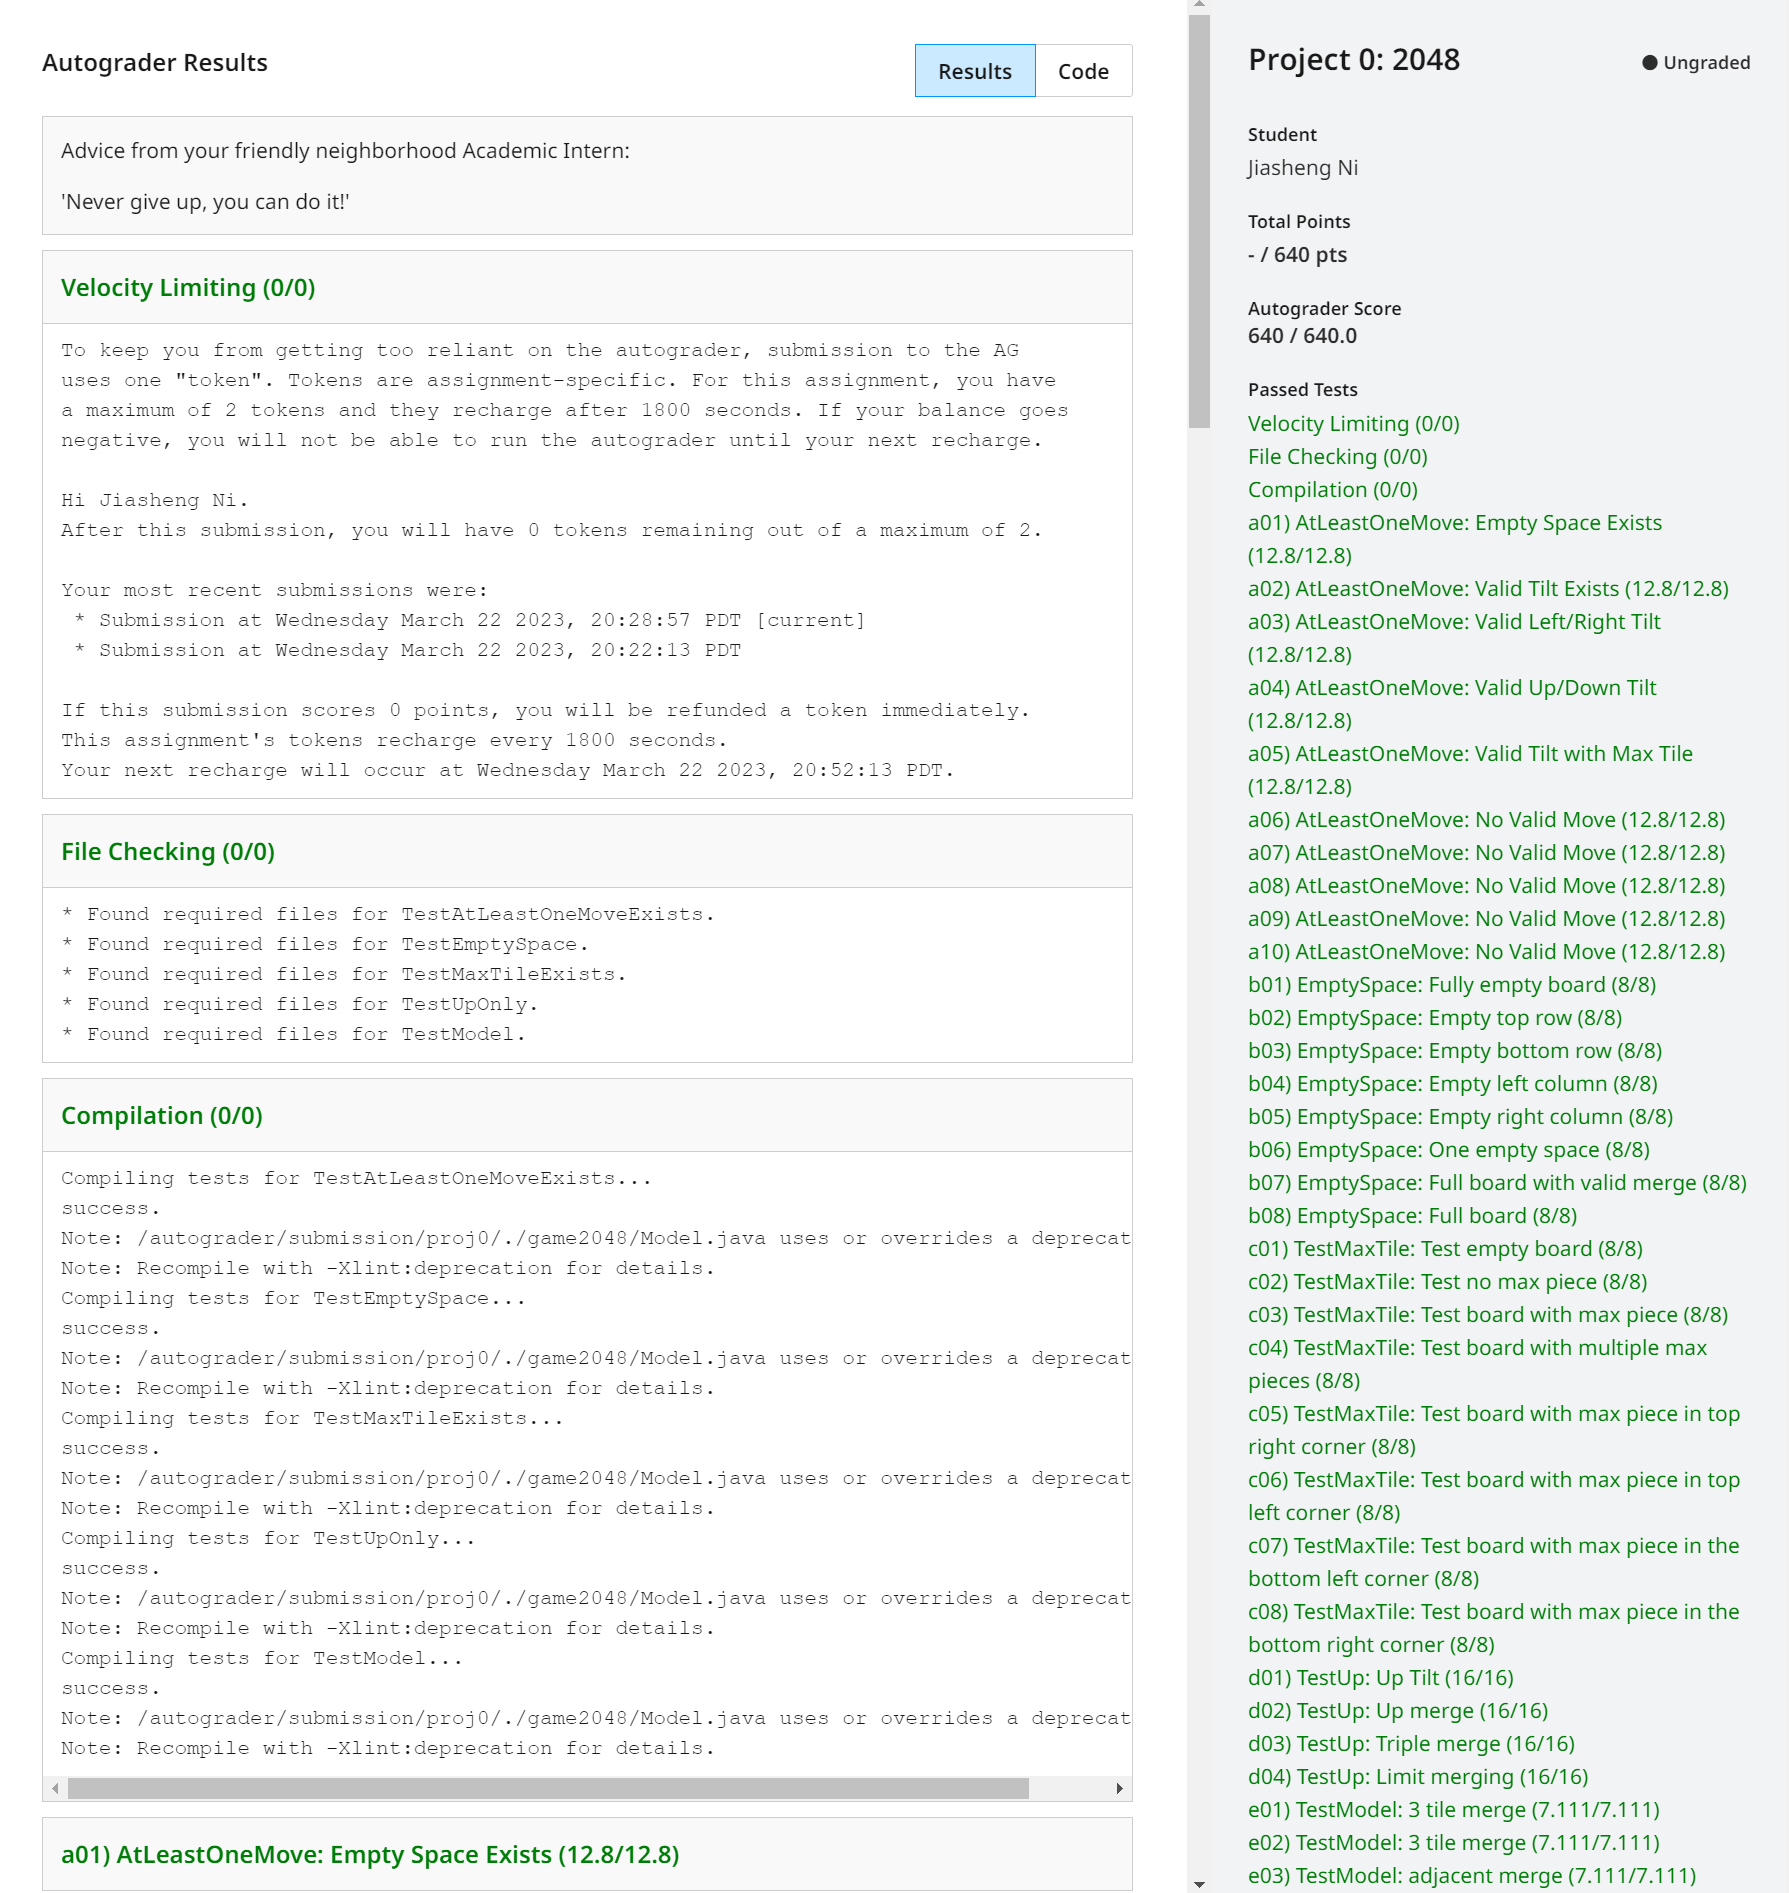 Autograder Results
Results
Code
Advice from your friendly neighborhood Academic Intern:
'Never give up, you can do it!'
Velocity Limiting (0/0)
To keep you from getting too reliant on the autograder, submission to the AG
uses one "token". Tokens are assignment-specific. For this assignment, you have
a maximum of 2 tokens and they recharge after 1800 seconds. If your balance goes
negative, you will not be able to run the autograder until your next recharge.
Hi Jiasheng Ni.
After this submission, you will have 0 tokens remaining out of a maximum of 2.
Your most recent submissions were:
* Submission at Wednesday March 22 2023, 20:28:57 PDT [current]
* Submission at Wednesday March 22 2023, 20:22:13 PDT
If this submission scores 0 points, you will be refunded a token immediately.
This assignment's tokens recharge every 1800 seconds.
Your next recharge will occur at Wednesday March 22 2023, 20:52:13 PDT.
File Checking (0/0)
* Found required files for TestAtLeastOneMoveExists.
* Found required files for TestEmptySpace.
* Found required files for TestMaxTileExists.
* Found required files for TestUpOnly.
* Found required files for TestModel.
Compilation (0/0)
Compiling tests for TestAtLeastOneMoveExists...
success.
Note: /autograder/submission/proj0/./game2048/Model.java uses or overrides a deprecat
Note: Recompile with -Xlint:deprecation for details.
Compiling tests for TestEmptySpace...
success.
Note: /autograder/submission/proj0/./game2048/Model.java uses or overrides a deprecat
Note: Recompile with -Xlint:deprecation for details.
Compiling tests for TestMaxTileExists...
success.
Note: /autograder/submission/proj0/./game2048/Model.java uses or overrides a deprecat
Note: Recompile with -Xlint:deprecation for details.
Compiling tests for TestUpOnly...
success.
Note: /autograder/submission/proj0/./game2048/Model.java uses or overrides a deprecat
Note: Recompile with -Xlint:deprecation for details.
Compiling tests for TestModel...
success.
Note: /autograder/submission/proj0/./game2048/Model.java uses or overrides a deprecat
Note: Recompile with -Xlint:deprecation for details.
a01) AtLeastOneMove: Empty Space Exists (12.8/12.8)
Project 0: 2048
Ungraded
Student
Jiasheng Ni
Total Points
- / 640 pts
Autograder Score
640 / 640.0
Passed Tests
Velocity Limiting (0/0)
File Checking (0/0)
Compilation (0/0)
a01) AtLeastOneMove: Empty Space Exists
(12.8/12.8)
a02) AtLeastOneMove: Valid Tilt Exists (12.8/12.8)
a03) AtLeastOneMove: Valid Left/Right Tilt
(12.8/12.8)
a04) AtLeastOneMove: Valid Up/Down Tilt
(12.8/12.8)
a05) AtLeastOneMove: Valid Tilt with Max Tile
(12.8/12.8)
a06) AtLeastOneMove: No Valid Move (12.8/12.8)
a07) AtLeastOneMove: No Valid Move (12.8/12.8)
a08) AtLeastOneMove: No Valid Move (12.8/12.8)
a09) AtLeastOneMove: No Valid Move (12.8/12.8)
a10) AtLeastOneMove: No Valid Move (12.8/12.8)
b01) EmptySpace: Fully empty board (8/8)
b02) EmptySpace: Empty top row (8/8)
b03) EmptySpace: Empty bottom row (8/8)
b04) EmptySpace: Empty left column (8/8)
b05) EmptySpace: Empty right column (8/8)
b06) EmptySpace: One empty space (8/8)
b07) EmptySpace: Full board with valid merge (8/8)
b08) EmptySpace: Full board (8/8)
c01) TestMaxTile: Test empty board (8/8)
c02) TestMaxTile: Test no max piece (8/8)
c03) TestMaxTile: Test board with max piece (8/8)
c04) TestMaxTile: Test board with multiple max
pieces (8/8)
c05) TestMaxTile: Test board with max piece in top
right corner (8/8)
c06) TestMaxTile: Test board with max piece in top
left corner (8/8)
c07) TestMaxTile: Test board with max piece in the
bottom left corner (8/8)
c08) TestMaxTile: Test board with max piece in the
bottom right corner (8/8)
d01) TestUp: Up Tilt (16/16)
d02) TestUp: Up merge (16/16)
d03) TestUp: Triple merge (16/16)
d04) TestUp: Limit merging (16/16)
e01) TestModel: 3 tile merge (7.111/7.111)
e02) TestModel: 3 tile merge (7.111/7.111)
e03) TestModel: adjacent merge (7.111/7.111)